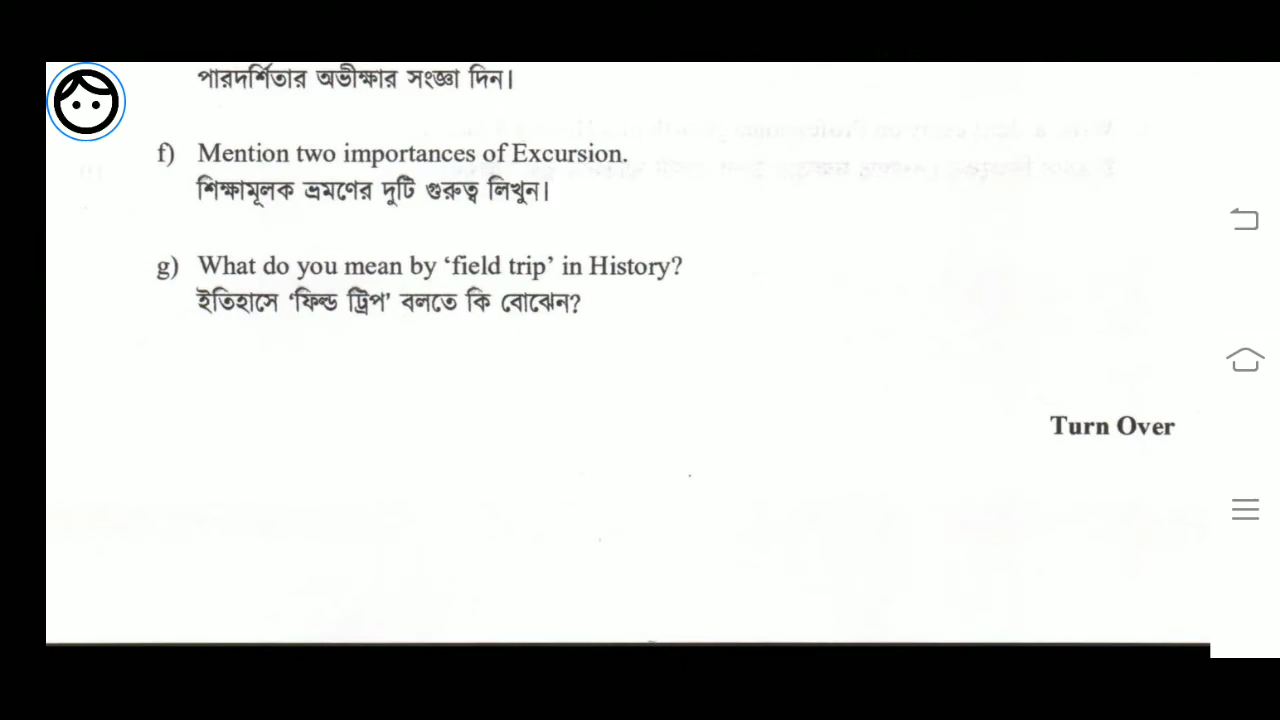 পারদর্শিতার অভীক্ষার সংজ্ঞা দিন।
f) Mention two importances of Excursion.
শিক্ষামূলক ভ্রমণের দুটি গুরুত্ব লিখুন।
g) What do you mean by ‘field trip’ in History?
ইতিহাসে ‘ফিল্ড ট্রিপ’ বলতে কি বোঝেন?
Turn Over